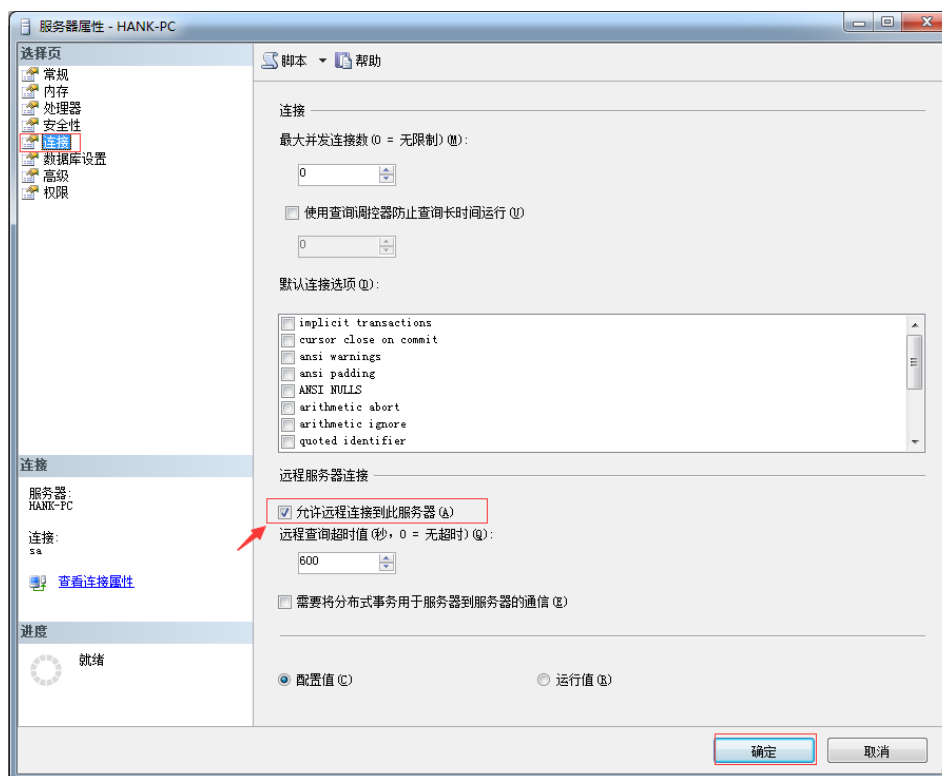 服务器属性 - HANK-PC
选择页
常规
内存
处理器
安全性
连接
数据库设置
高级
权限
脚本
帮助
连接
最大并发连接数(0 = 无限制)(M):
0
使用查询调控器防止查询长时间运行(U)
0
默认连接选项(D):
implicit transactions
cursor close on commit
ansi warnings
ansi padding
ANSI NULLS
arithmetic abort
arithmetic ignore
quoted identifier
远程服务器连接
允许远程连接到此服务器(A)
远程查询超时值(秒，0 = 无超时)(Q):
600
需要将分布式事务用于服务器到服务器的通信(E)
配置值(C)
运行值(R)
连接
服务器:
HANK-PC
连接:
sa
查看连接属性
进度
就绪
确定
取消